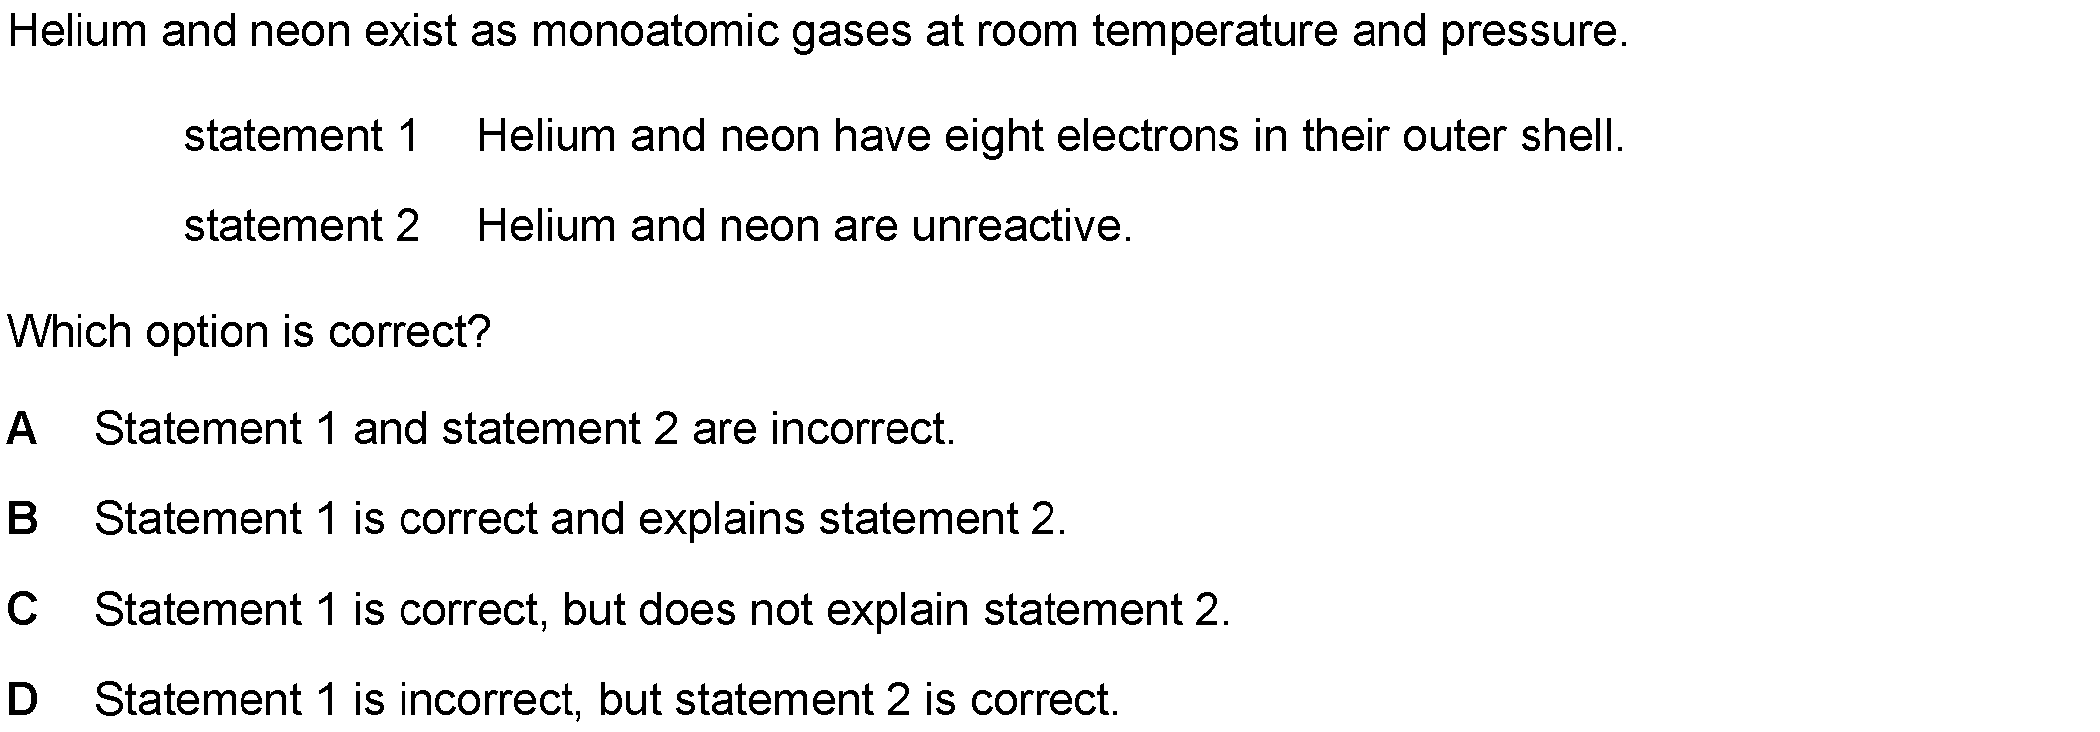 Helium and neon exist as monoatomic gases at room temperature and pressure.
statement 1 Helium and neon have eight electrons in their outer shell.
statement 2 Helium and neon are unreactive.
Which option is correct?
A Statement 1 and statement 2 are incorrect.
B Statement 1 is correct and explains statement 2.
C Statement 1 is correct, but does not explain statement 2.
D Statement 1 is incorrect, but statement 2 is correct.